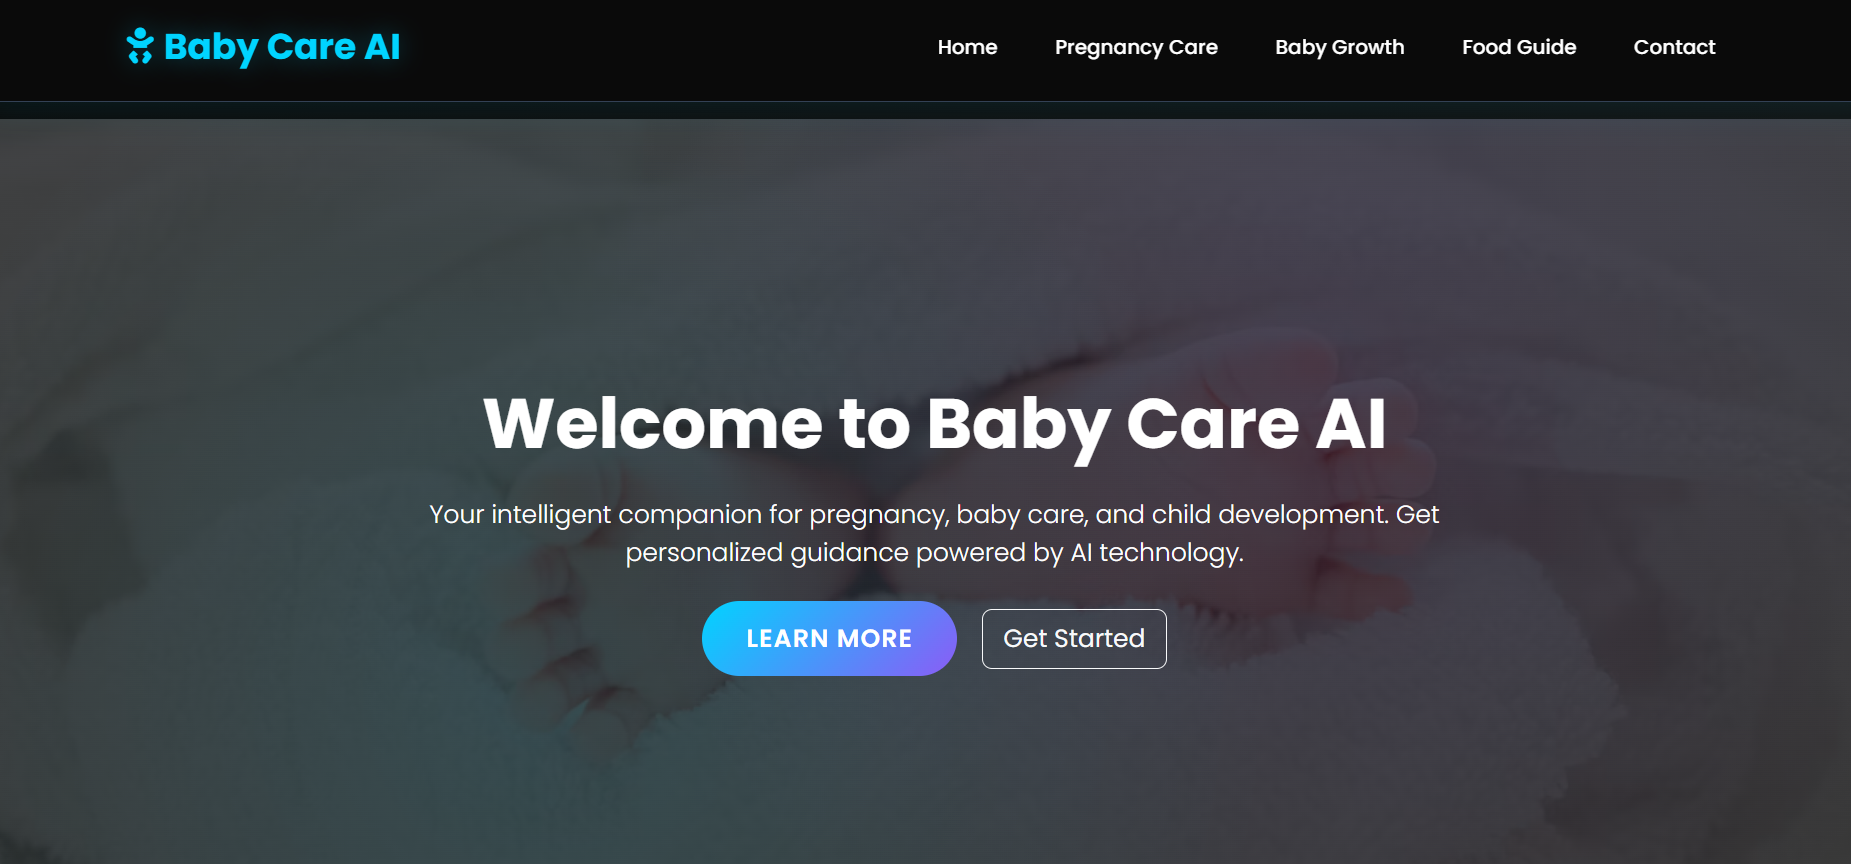 Baby Care AI
Home
Pregnancy Care
Baby Growth
Food Guide
Contact
Welcome to Baby Care AI
Your intelligent companion for pregnancy, baby care, and child development. Get
personalized guidance powered by AI technology.
LEARN MORE
Get Started